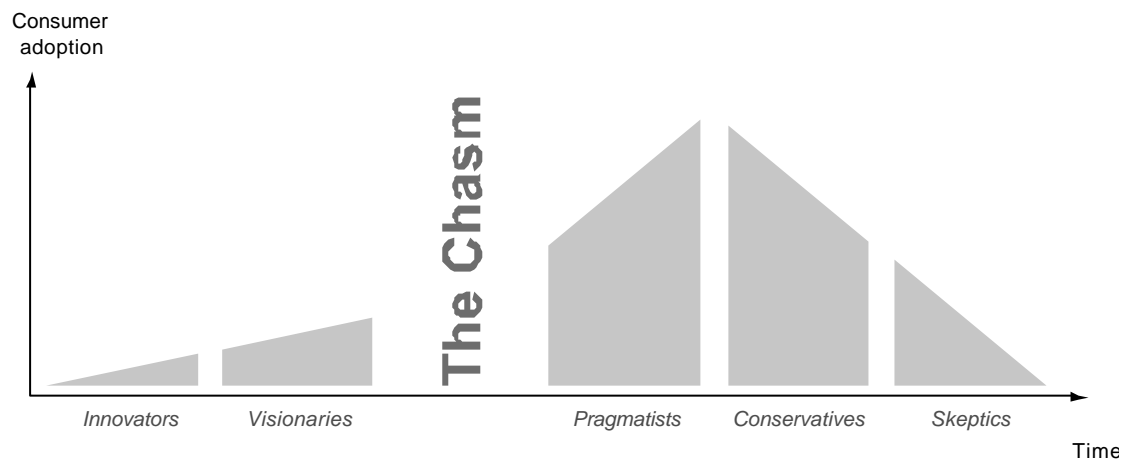 Consumer
adoption
The Chasm
Innovators
Visionaries
Pragmatists
Conservatives
Skeptics
Time